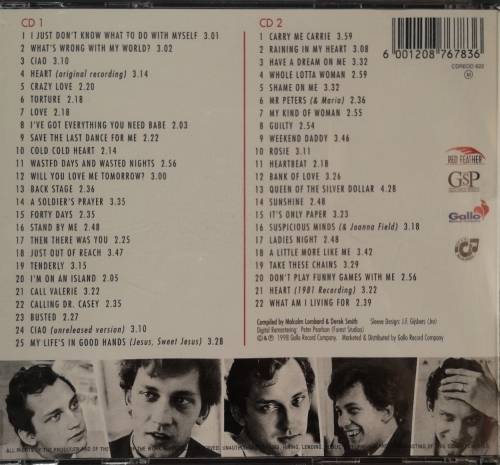 CD 1
1 I JUST DON'T KNOW WHAT TO DO WITH MYSELF 3.01
2 WHAT'S WRONG WITH MY WORLD? 3.02
3 CIAO 3.10
4 HEART (original recording) 3.14
5 CRAZY LOVE 2.20
6 TORTURE 2.18
7 LOVE 2.18
8 I'VE GOT EVERYTHING YOU NEED BABE 2.03
9 SAVE THE LAST DANCE FOR ME 2.22
10 COLD COLD HEART 2.14
11 WASTED DAYS AND WASTED NIGHTS 2.56
12 WILL YOU LOVE ME TOMORROW? 3.00
13 BACK STAGE 2.36
14 A SOLDIER'S PRAYER 3.35
15 FORTY DAYS 2.35
16 STAND BY ME 2.48
17 THEN THERE WAS YOU 2.25
18 JUST OUT OF REACH 3.47
19 TENDERLY 3.15
20 I'M ON AN ISLAND 2.05
21 CALL VALERIE 3.22
22 CALLING DR. CASEY 2.35
23 BUSTED 2.27
24 CIAO (unreleased version) 3.10
25 MY LIFE'S IN GOOD HANDS (Jesus, Sweet Jesus) 3.28
CD 2
1 CARRY ME CARRIE 3.59
2 RAINING IN MY HEART 3.08
3 HAVE A DREAM ON ME 3.32
4 WHOLE LOTTA WOMAN 2.59
5 SHAME ON ME 3.32
6 MR PETERS (& Maria) 2.36
7 MY KIND OF WOMAN 2.55
8 GUILTY 2.54
9 WEEKEND DADDY 3.46
10 ROSIE 3.11
11 HEARTBEAT 2.18
12 BANK OF LOVE 3.26
13 QUEEN OF THE SILVER DOLLAR 4.28
14 SUNSHINE 2.48
15 IT'S ONLY PAPER 3.23
16 SUSPICIOUS MINDS (& Joanna Field) 3.18
17 LADIES NIGHT 2.48
18 A LITTLE MORE LIKE ME 3.42
19 TAKE THESE CHAINS 3.29
20 DON'T PLAY FUNNY GAMES WITH ME 2.56
21 HEART (1981 Recording) 3.22
22 WHAT AM I LIVING FOR 2.39
6 001208 767836
CDREDD 622
M
RED FEATHER
GSP
Gallo
Compiled by Malcolm Lombard & Derek Smith Sleeve Design: J.F. Gijsbers (Jnr)
Digital Remastering: Peter Pearlson (Forest Studios)
© & ℗ 1998 Gallo Record Company. Marketed & Distributed by Gallo Record Company